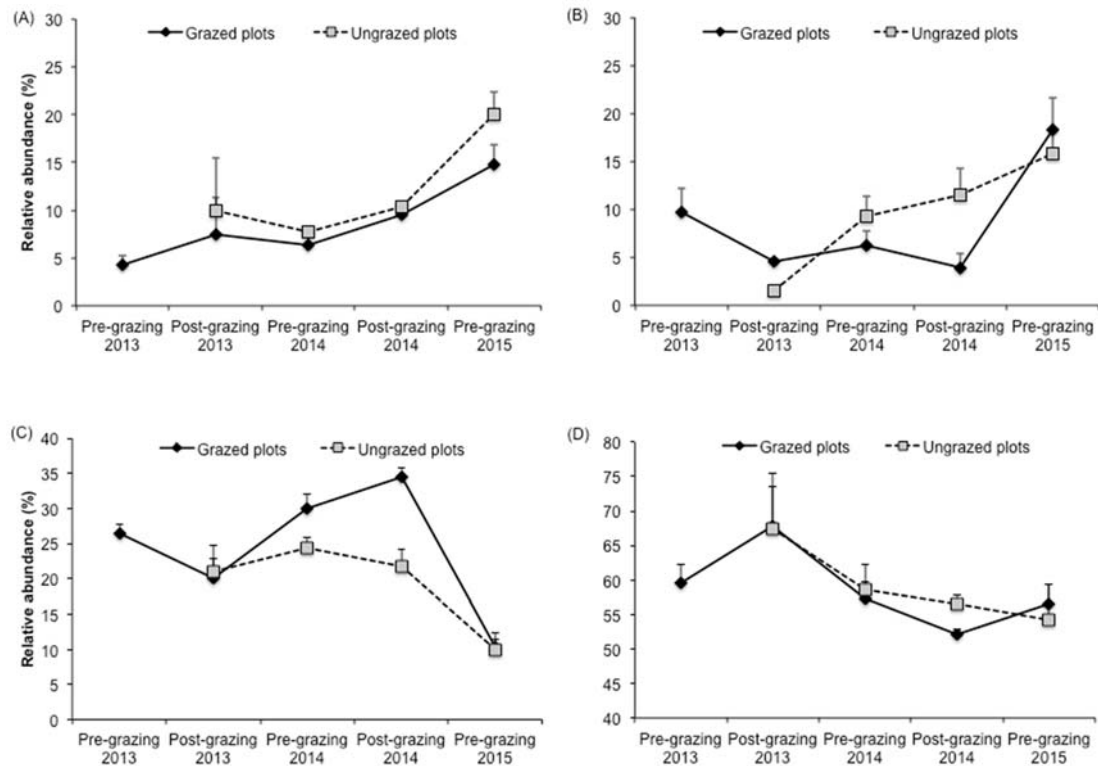 (A)
Grazed plots Ungrazed plots
Relative abundance (%)
30
25
20
15
10
5
0
Pre-grazing Post-grazing Pre-grazing Post-grazing Pre-grazing
2013 2013 2014 2014 2015
(B)
Grazed plots Ungrazed plots
30
25
20
15
10
5
0
Pre-grazing Post-grazing Pre-grazing Post-grazing Pre-grazing
2013 2013 2014 2014 2015
(C)
Grazed plots Ungrazed plots
Relative abundance (%)
40
35
30
25
20
15
10
5
0
Pre-grazing Post-grazing Pre-grazing Post-grazing Pre-grazing
2013 2013 2014 2014 2015
(D)
Grazed plots Ungrazed plots
80
75
70
65
60
55
50
45
40
Pre-grazing Post-grazing Pre-grazing Post-grazing Pre-grazing
2013 2013 2014 2014 2015